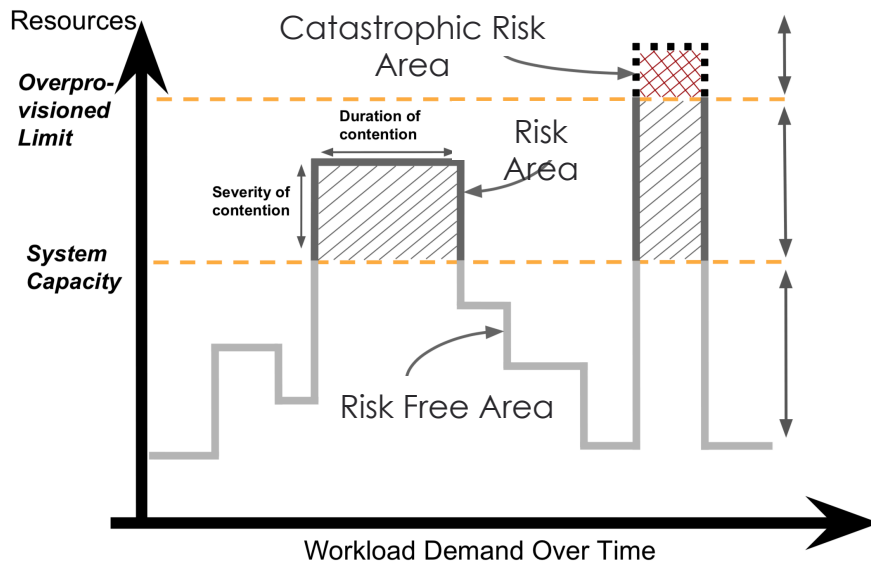 Resources
Catastrophic Risk
Area
Overpro-
visioned
Limit
Duration of
contention
Risk
Area
Severity of
contention
System
Capacity
Risk Free Area
Workload Demand Over Time